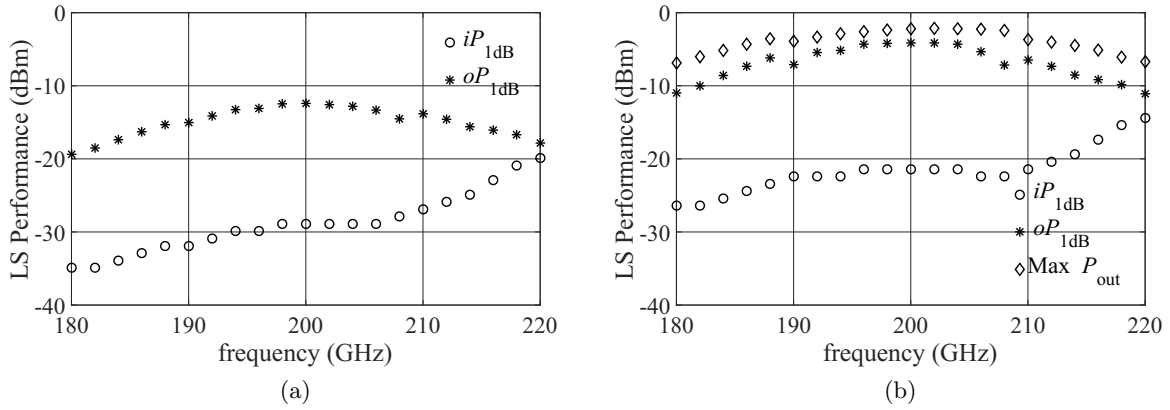 0
-10
-20
-30
-40
LS Performance (dBm)
iP1dB
oP1dB
180 190 200 210 220
frequency (GHz)
(a)
0
-10
-20
-30
-40
LS Performance (dBm)
iP1dB
oP1dB
Max Pout
180 190 200 210 220
frequency (GHz)
(b)